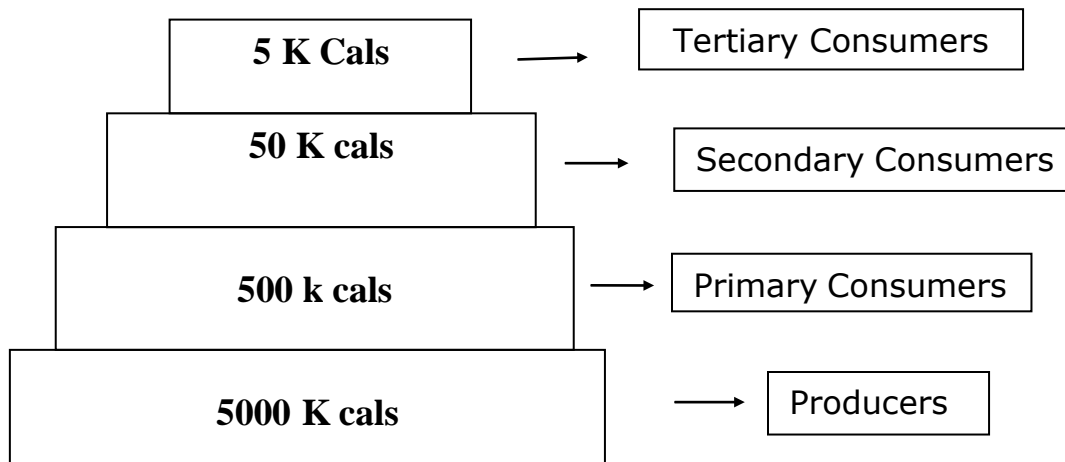 5 K Cals
Tertiary Consumers
50 K cals
Secondary Consumers
500 k cals
Primary Consumers
5000 K cals
Producers